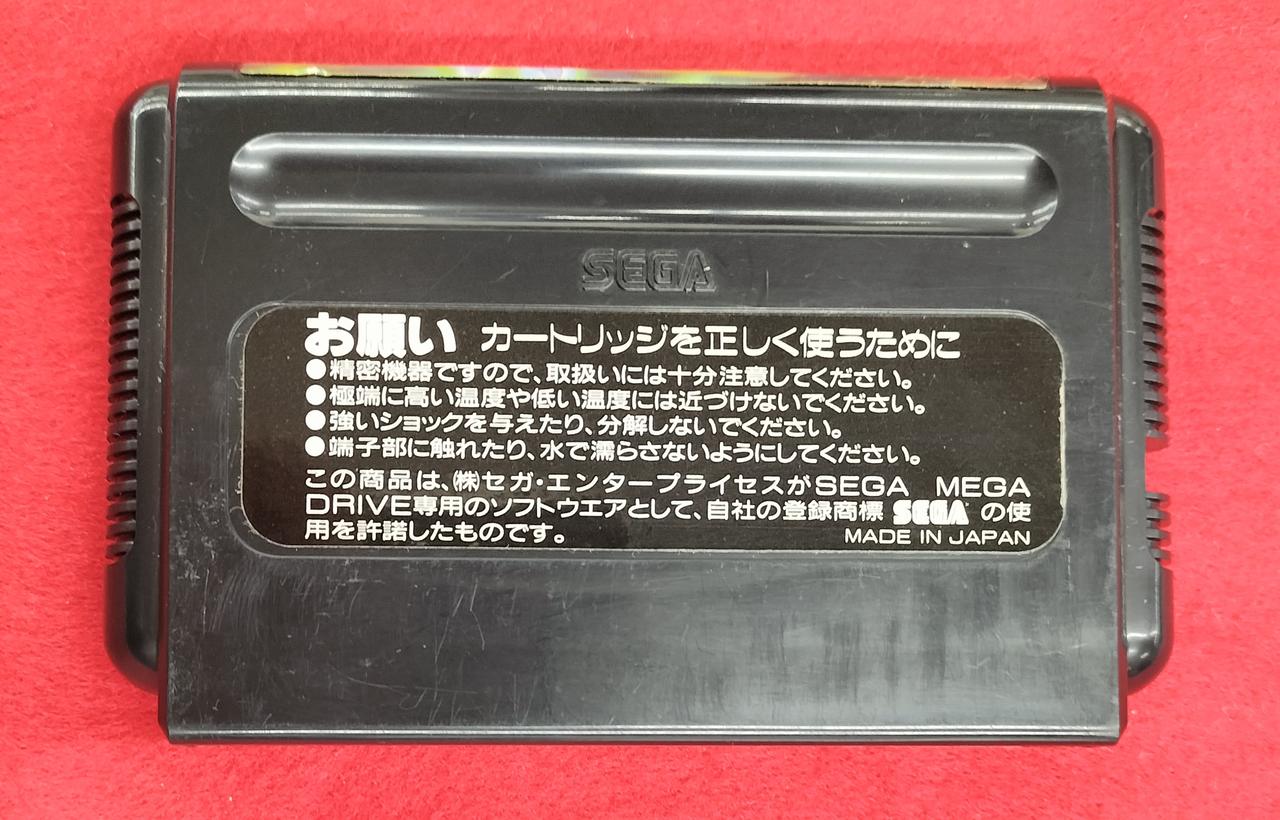 SEGA
お願い カートリッジを正しく使うために
●精密機器ですので、取扱いには十分注意してください。
●極端に高い温度や低い温度には近づけないでください。
●強いショックを与えたり、分解しないでください。
●端子部に触れたり、水で濡らさないようにしてください。
この商品は、㈱セガ・エンタープライセスがSEGA MEGA
DRIVE専用のソフトウエアとして、自社の登録商標 SEGA の使
用を許諾したものです。
MADE IN JAPAN